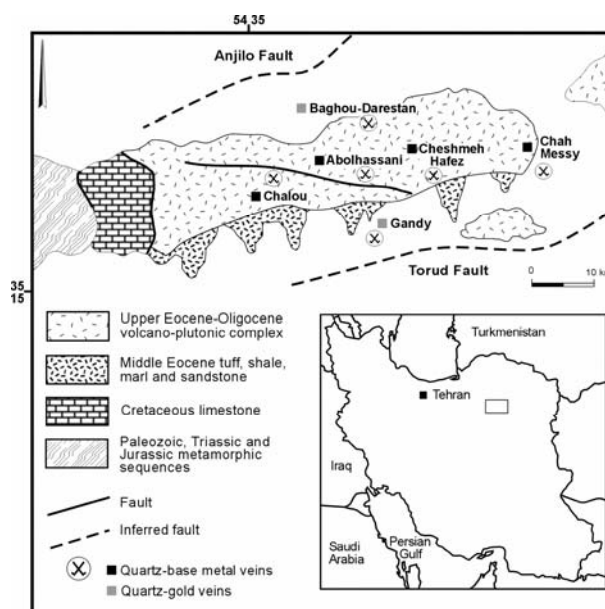 54 35
Anjilo Fault
Baghou-Darestan
Abolhassani
Cheshmeh
Hafez
Chah
Messy
Chalou
Gandy
Torud Fault
0
10 k
35
15
Upper Eocene-Oligocene
volcano-plutonic complex
Middle Eocene tuff, shale,
marl and sandstone
Cretaceous limestone
Paleozoic, Triassic and
Jurassic metamorphic
sequences
Fault
Inferred fault
Quartz-base metal veins
Quartz-gold veins
Turkmenistan
Tehran
Iraq
Saudi
Arabia
Persian
Gulf